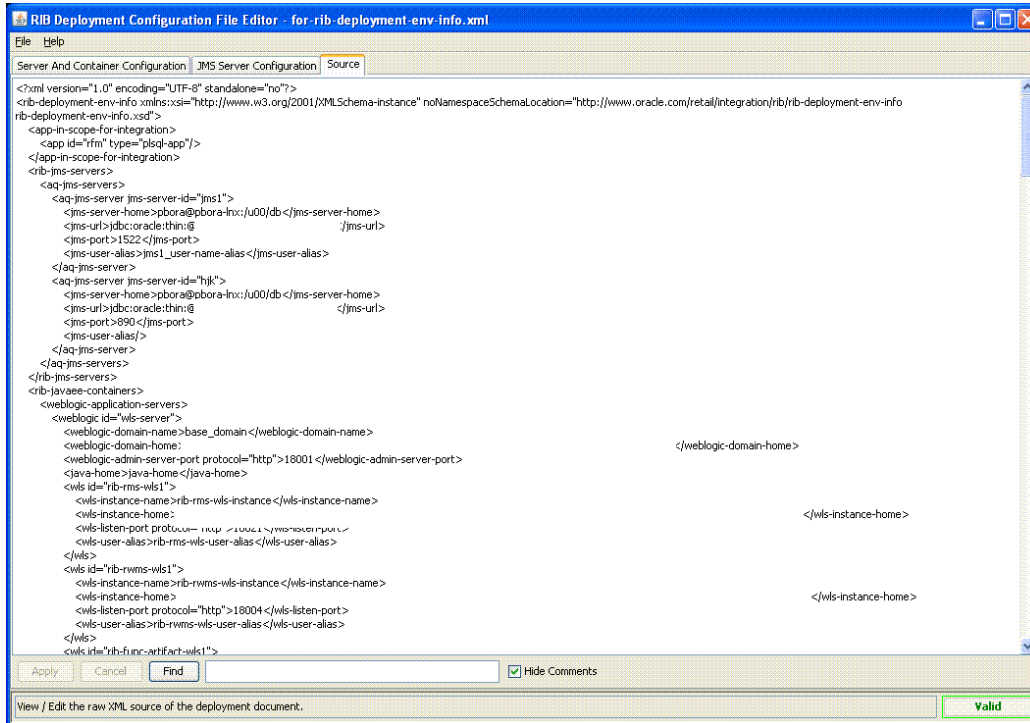 RIB Deployment Configuration File Editor - for-rib-deployment-env-info.xml
File Help
Server And Container Configuration JMS Server Configuration Source
<?xml version="1.0" encoding="UTF-8" standalone="no"?>
<rib-deployment-env-info xmlns:xsi="http://www.w3.org/2001/XMLSchema-instance" noNamespaceSchemaLocation="http://www.oracle.com/retail/integration/rib/rib-deployment-env-info
rib-deployment-env-info.xsd">
<app-in-scope-for-integration>
<app id="rfm" type="plsql-app"/>
</app-in-scope-for-integration>
<rib-jms-servers>
<aq-jms-servers>
<aq-jms-server jms-server-id="jms1">
<jms-server-home>pbora@pbora-lnx:/u00/db</jms-server-home>
<jms-url>jdbc:oracle:thin:@ /jms-url>
<jms-port>1522</jms-port>
<jms-user-alias>jms1_user-name-alias</jms-user-alias>
</aq-jms-server>
<aq-jms-server jms-server-id="hjk">
<jms-server-home>pbora@pbora-lnx:/u00/db</jms-server-home>
<jms-url>jdbc:oracle:thin:@ </jms-url>
<jms-port>890</jms-port>
<jms-user-alias/>
</aq-jms-server>
</aq-jms-servers>
</rib-jms-servers>
<rib-javaee-containers>
<weblogic-application-servers>
<weblogic id="wls-server">
<weblogic-domain-name>base_domain</weblogic-domain-name>
<weblogic-domain-home </weblogic-domain-home>
<weblogic-admin-server-port protocol="http">18001</weblogic-admin-server-port>
<java-home>java-home</java-home>
<wls id="rib-rms-wls1">
<wls-instance-name>rib-rms-wls-instance</wls-instance-name>
<wls-instance-home </wls-instance-home>
<wls-listen-port </wls-listen-port>
<wls-user-alias>rib-rms-wls-user-alias</wls-user-alias>
</wls>
<wls id="rib-rwms-wls1">
<wls-instance-name>rib-rwms-wls-instance</wls-instance-name>
<wls-instance-home </wls-instance-home>
<wls-listen-port protocol="http">18004</wls-listen-port>
<wls-user-alias>rib-rwms-wls-user-alias</wls-user-alias>
</wls>
<wls id="rib-func-artifact-wls1">
Apply Cancel Find Hide Comments
View / Edit the raw XML source of the deployment document. Valid